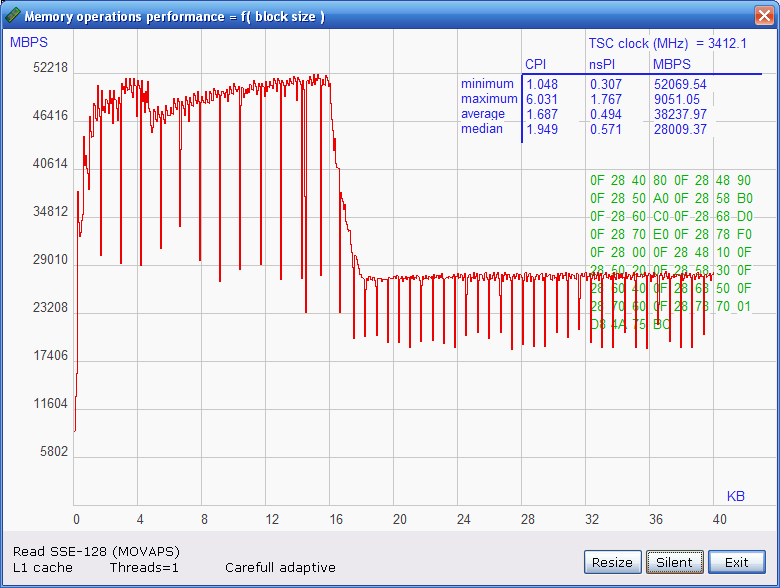 Memory operations performance = f( block size )
MBPS
TSC clock (MHz) = 3412.1
CPI nsPI MBPS
minimum 1.048 0.307 52069.54
maximum 6.031 1.767 9051.05
average 1.687 0.494 38237.97
median 1.949 0.571 28009.37
52218
46416
40614
34812
29010
23208
17406
11604
5802
0F 28 40 80 0F 28 48 90
0F 28 50 A0 0F 28 58 B0
0F 28 60 C0 0F 28 68 D0
0F 28 70 E0 0F 28 78 F0
0F 28 00 0F 28 48 10 0F
28 50 20 0F 28 58 30 0F
28 60 40 0F 28 68 50 0F
28 70 60 0F 28 78 70 01
D8 4A 75 BC
KB
0 4 8 12 16 20 24 28 32 36 40
Read SSE-128 (MOVAPS)
L1 cache Threads=1 Carefull adaptive
Resize Silent Exit